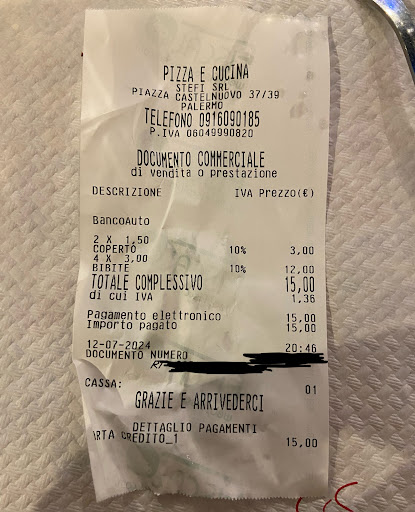 PIZZA E CUCINA
STEFI SRL
PIAZZA CASTELNUOVO 37/39
PALERMO
TELEFONO 0916090185
P.IVA 06049990820
DOCUMENTO COMMERCIALE
di vendita o prestazione
DESCRIZIONE IVA Prezzo(€)
BancoAuto
2 X 1,50
COPERTO 10% 3,00
4 X 3,00
BIBITE 10% 12,00
TOTALE COMPLESSIVO 15,00
di cui IVA 1,36
Pagamento elettronico 15,00
Importo pagato 15,00
12-07-2024 20:46
DOCUMENTO NUMERO
RT
CASSA: 01
GRAZIE E ARRIVEDERCI
DETTAGLIO PAGAMENTI
ARTA CREDITO_1 15,00